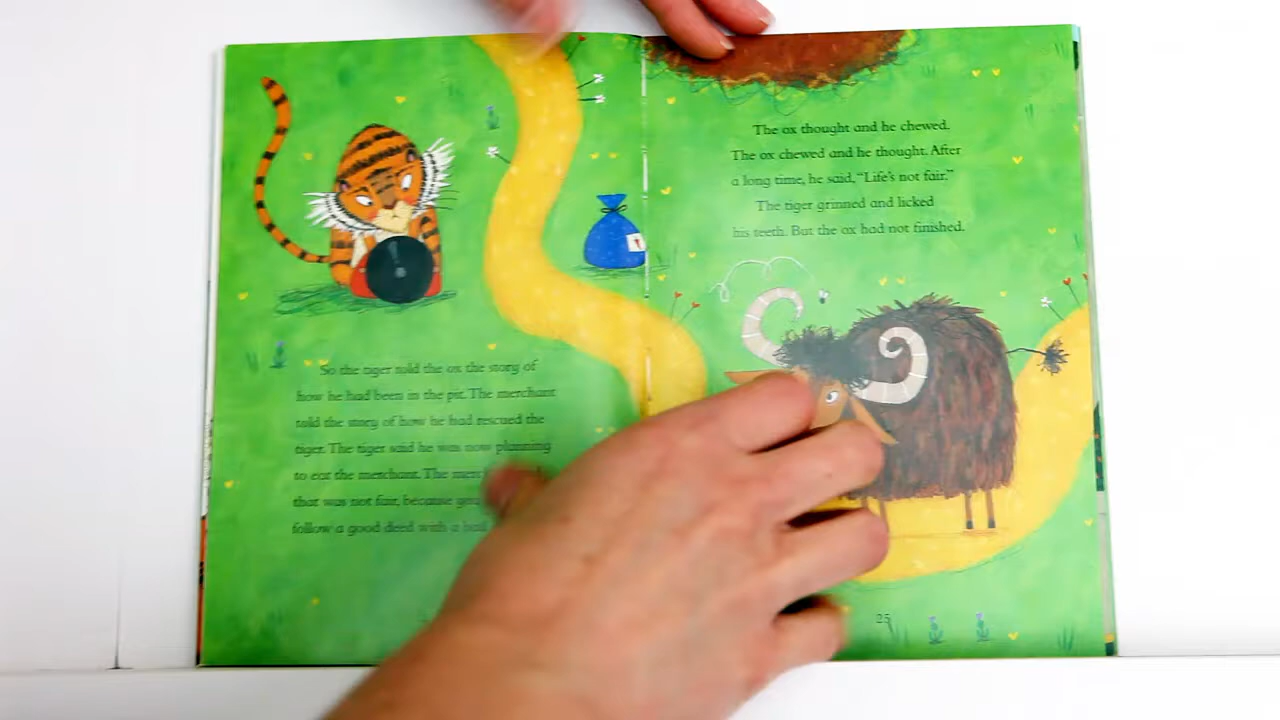 So the tiger told the ox the story of
how he had been in the pit. The merchant
told the story of how he had rescued the
tiger. The tiger said he was now planning
to eat the merchant. The
that was not fair, because
follow a good deed with a bad
The ox thought and he chewed.
The ox chewed and he thought. After
a long time, he said, “Life’s not fair.”
The tiger grinned and licked
his teeth. But the ox had not finished.
25